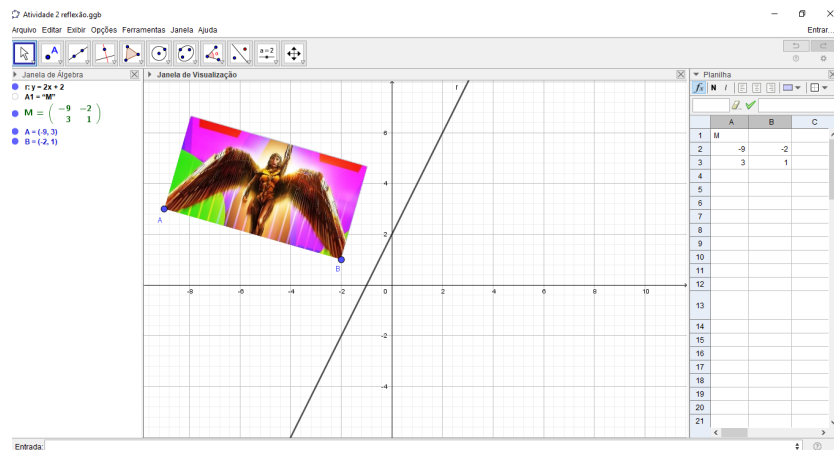 Atividade 2 reflexão.ggb
Arquivo Editar Exibir Opções Ferramentas Janela Ajuda
Entrar...
A
a=2
Janela de Álgebra
Janela de Visualização
Planilha
r: y = 2x + 2
A1 = "M"
M = ( -9 -2
3 1 )
A = (-9, 3)
B = (-2, 1)
r
6
4
2
-8 -6 -4 -2 0 2 4 6 8 10
-2
-4
A
B
fx N I
A B C
1 M
2 -9 -2
3 3 1
4
5
6
7
8
9
10
11
12
13
14
15
16
17
18
19
20
21
Entrada: